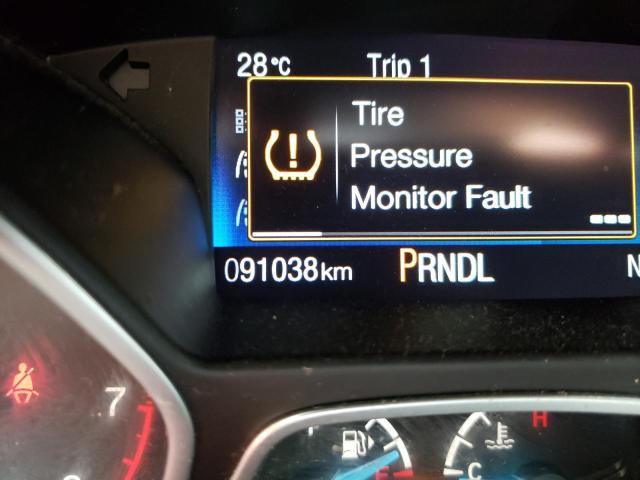 28°C Trip 1
Tire
Pressure
Monitor Fault
091038km PRNDL N
7
H
F C